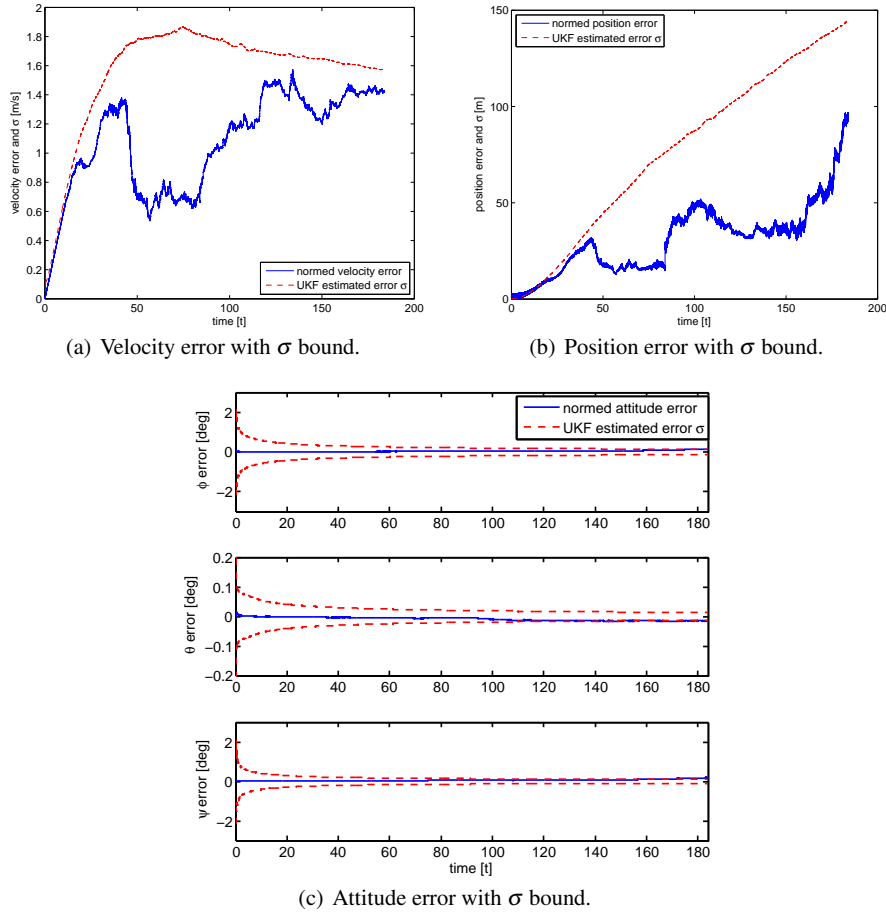 2
1.8
1.6
1.4
1.2
1
0.8
0.6
0.4
0.2
0
velocity error and σ [m/s]
normed velocity error
UKF estimated error σ
0 50 100 150 200
time [t]
(a) Velocity error with σ bound.
150
100
50
0
position error and σ [m]
normed position error
UKF estimated error σ
0 50 100 150 200
time [t]
(b) Position error with σ bound.
normed attitude error
UKF estimated error σ
2
0
−2
ϕ error [deg]
0 20 40 60 80 100 120 140 160 180
0.2
0.1
0
−0.1
−0.2
θ error [deg]
0 20 40 60 80 100 120 140 160 180
2
0
−2
ψ error [deg]
0 20 40 60 80 100 120 140 160 180
time [t]
(c) Attitude error with σ bound.